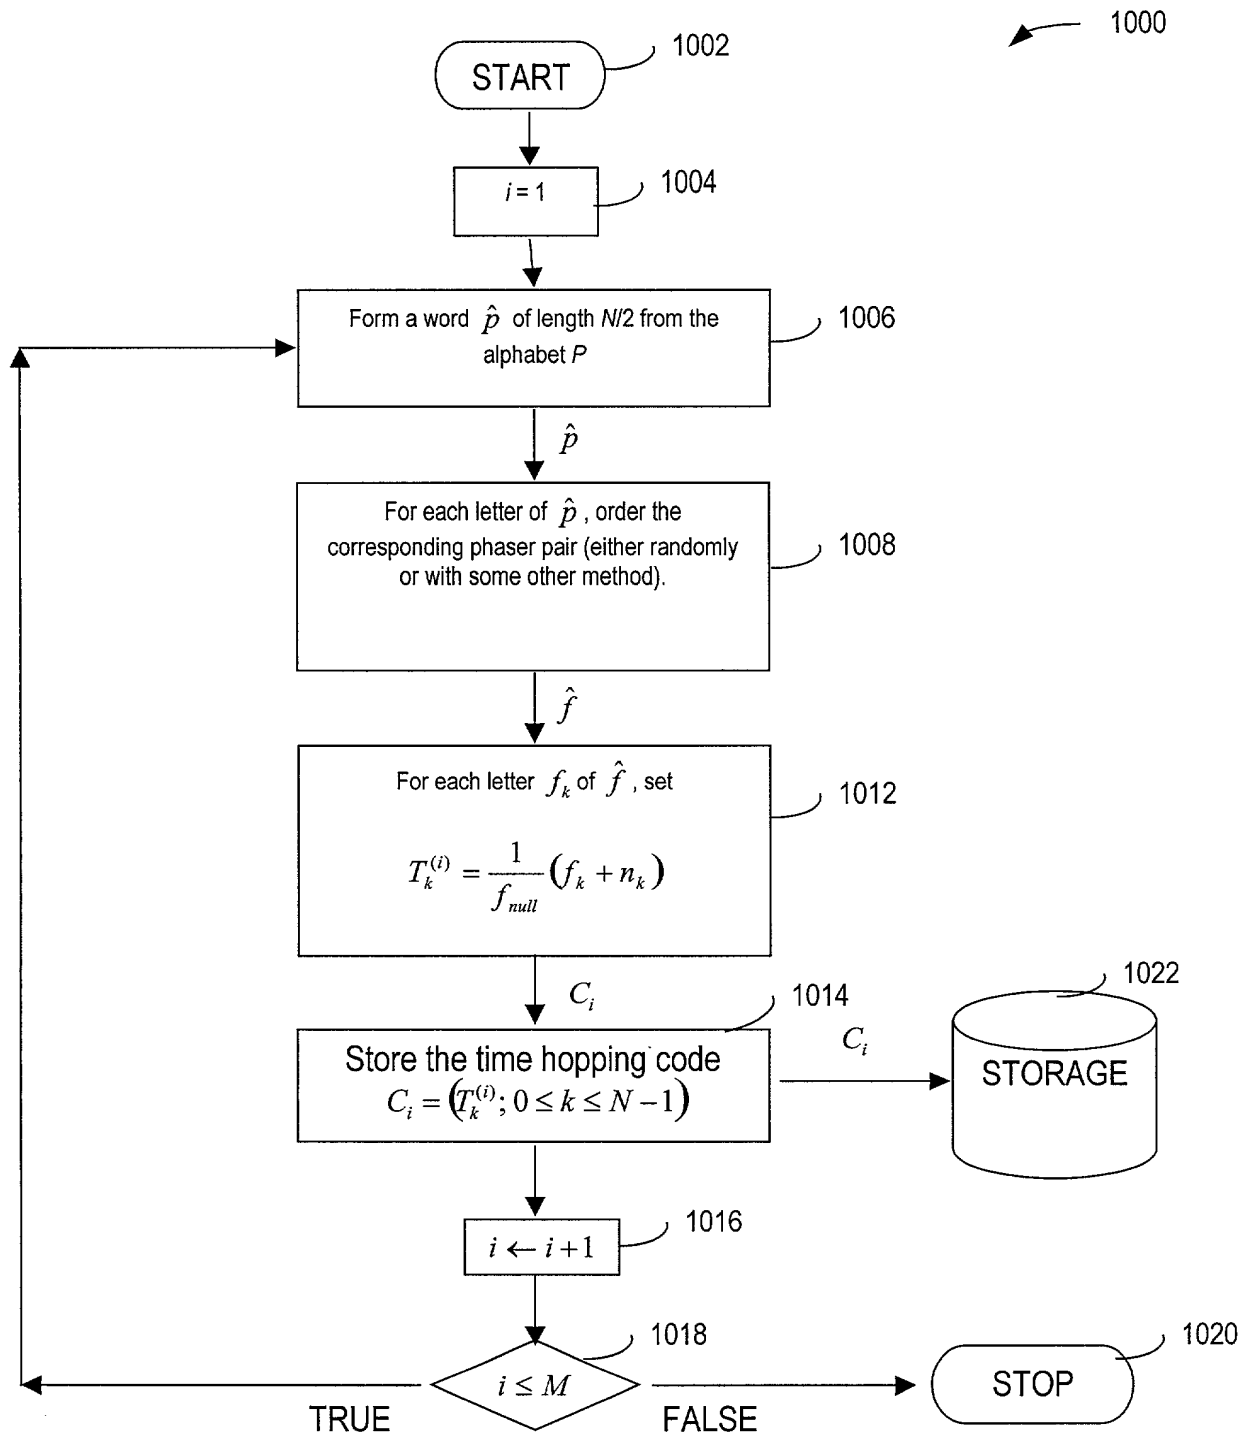 1000
1002
START
1004
i = 1
1006
Form a word p̂ of length N/2 from the
alphabet P
p̂
1008
For each letter of p̂ , order the
corresponding phaser pair (either randomly
or with some other method).
f̂
1012
For each letter f_k of f̂ , set
T_k^{(i)} = \frac{1}{f_{null}} (f_k + n_k)
C_i
1014
1022
Store the time hopping code
C_i = (T_k^{(i)}; 0 ≤ k ≤ N − 1)
C_i
STORAGE
1016
i ← i + 1
1018
i ≤ M
1020
STOP
TRUE
FALSE